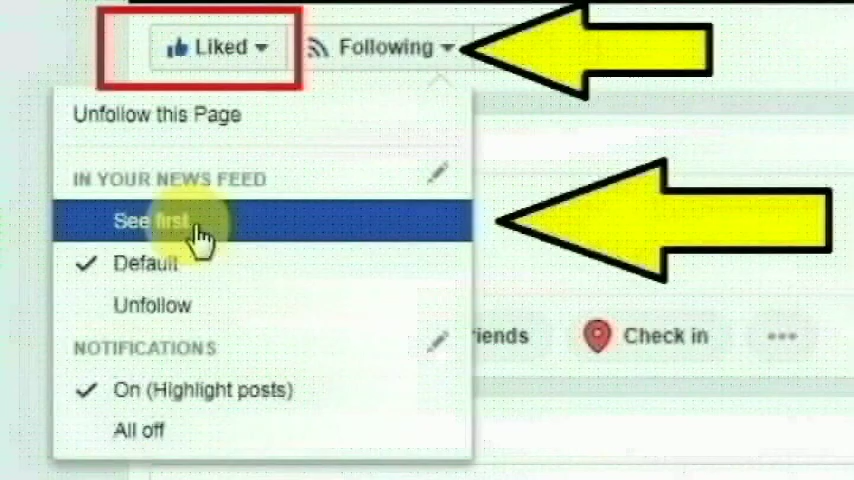 Liked Following
Unfollow this Page
IN YOUR NEWS FEED
See first
Default
Unfollow
riends Check in
NOTIFICATIONS
On (Highlight posts)
All off